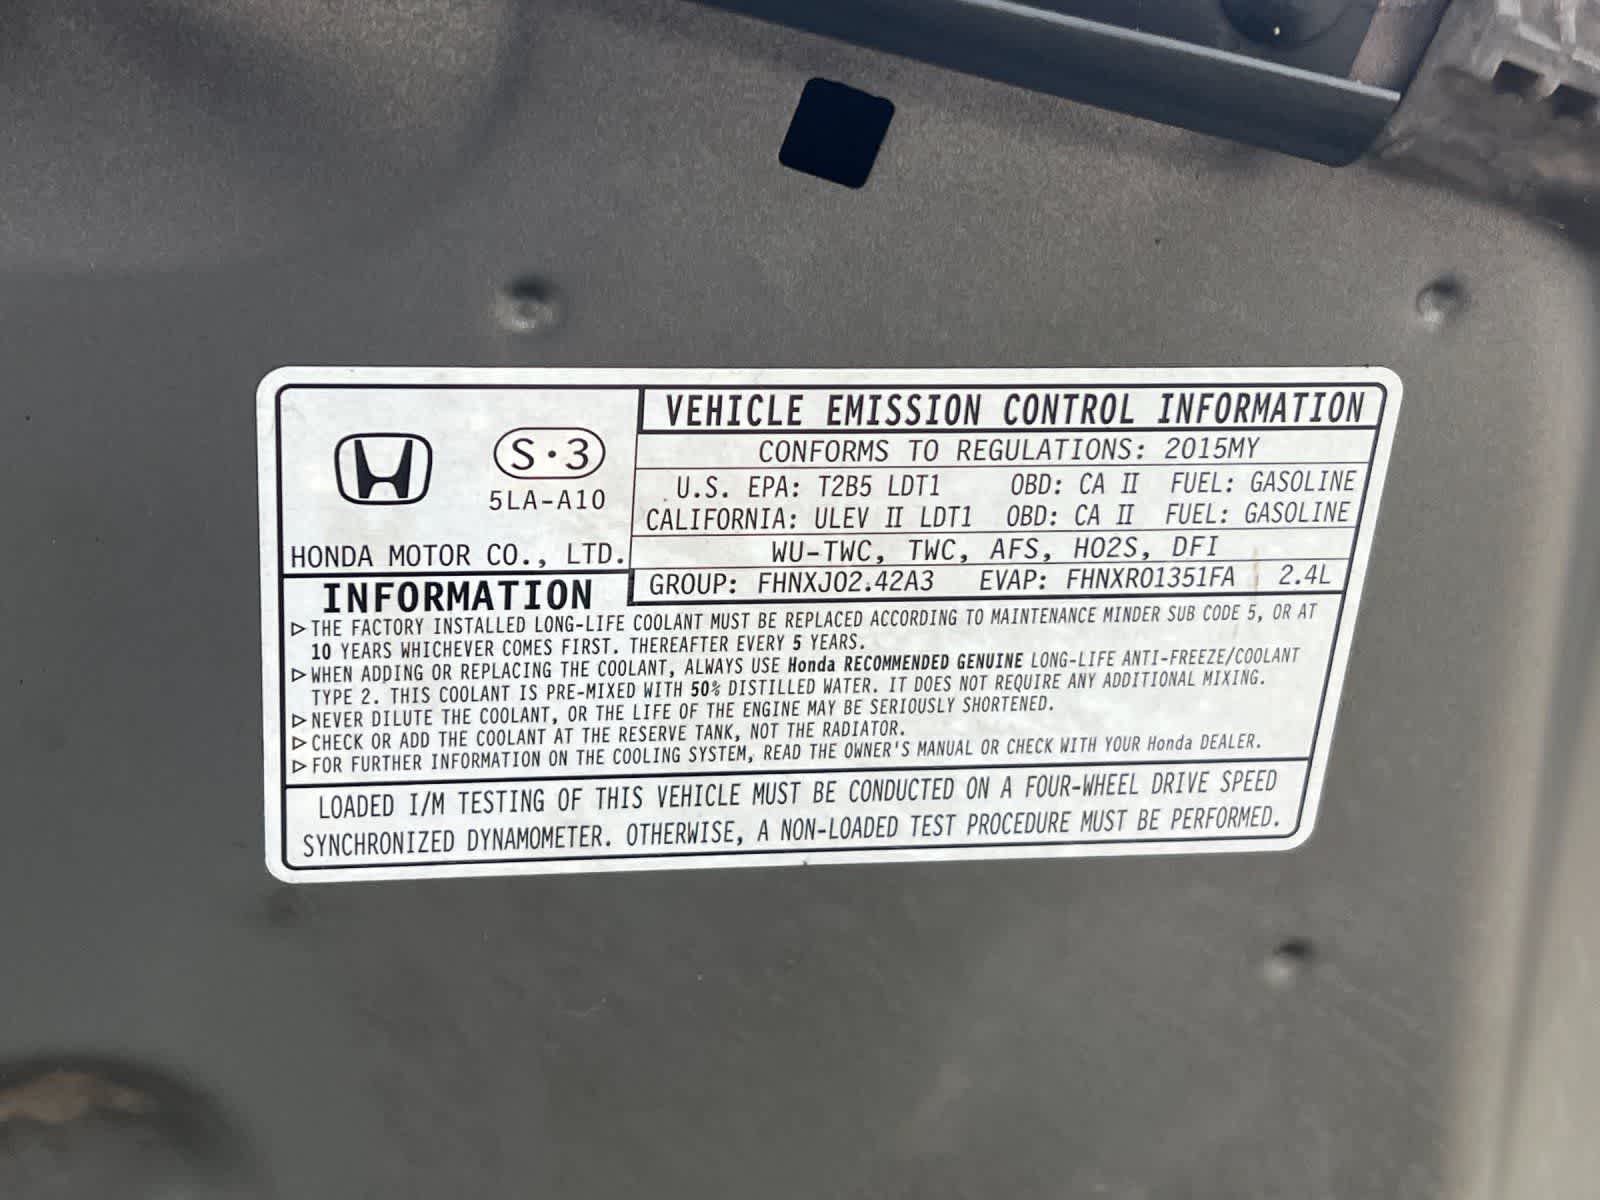 S·3
5LA-A10
HONDA MOTOR CO., LTD.
VEHICLE EMISSION CONTROL INFORMATION
CONFORMS TO REGULATIONS: 2015MY
U.S. EPA: T2B5 LDT1 OBD: CA II FUEL: GASOLINE
CALIFORNIA: ULEV II LDT1 OBD: CA II FUEL: GASOLINE
WU-TWC, TWC, AFS, HO2S, DFI
GROUP: FHNXJ02.42A3 EVAP: FHNXR01351FA 2.4L
INFORMATION
▷THE FACTORY INSTALLED LONG-LIFE COOLANT MUST BE REPLACED ACCORDING TO MAINTENANCE MINDER SUB CODE 5, OR AT
10 YEARS WHICHEVER COMES FIRST. THEREAFTER EVERY 5 YEARS.
▷WHEN ADDING OR REPLACING THE COOLANT, ALWAYS USE Honda RECOMMENDED GENUINE LONG-LIFE ANTI-FREEZE/COOLANT
TYPE 2. THIS COOLANT IS PRE-MIXED WITH 50% DISTILLED WATER. IT DOES NOT REQUIRE ANY ADDITIONAL MIXING.
▷NEVER DILUTE THE COOLANT, OR THE LIFE OF THE ENGINE MAY BE SERIOUSLY SHORTENED.
▷CHECK OR ADD THE COOLANT AT THE RESERVE TANK, NOT THE RADIATOR.
▷FOR FURTHER INFORMATION ON THE COOLING SYSTEM, READ THE OWNER'S MANUAL OR CHECK WITH YOUR Honda DEALER.
LOADED I/M TESTING OF THIS VEHICLE MUST BE CONDUCTED ON A FOUR-WHEEL DRIVE SPEED
SYNCHRONIZED DYNAMOMETER. OTHERWISE, A NON-LOADED TEST PROCEDURE MUST BE PERFORMED.